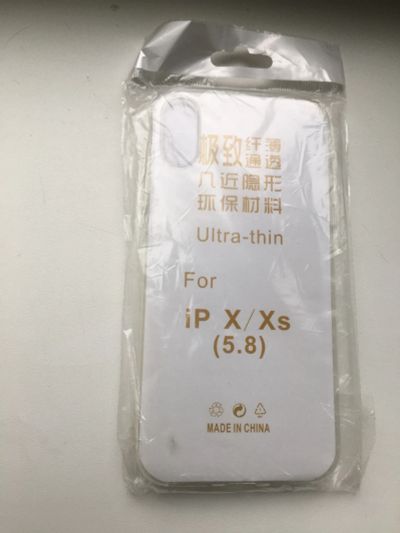 极致纤薄
通透
几近隐形
环保材料
Ultra-thin
For
iP X/Xs
(5.8)
MADE IN CHINA